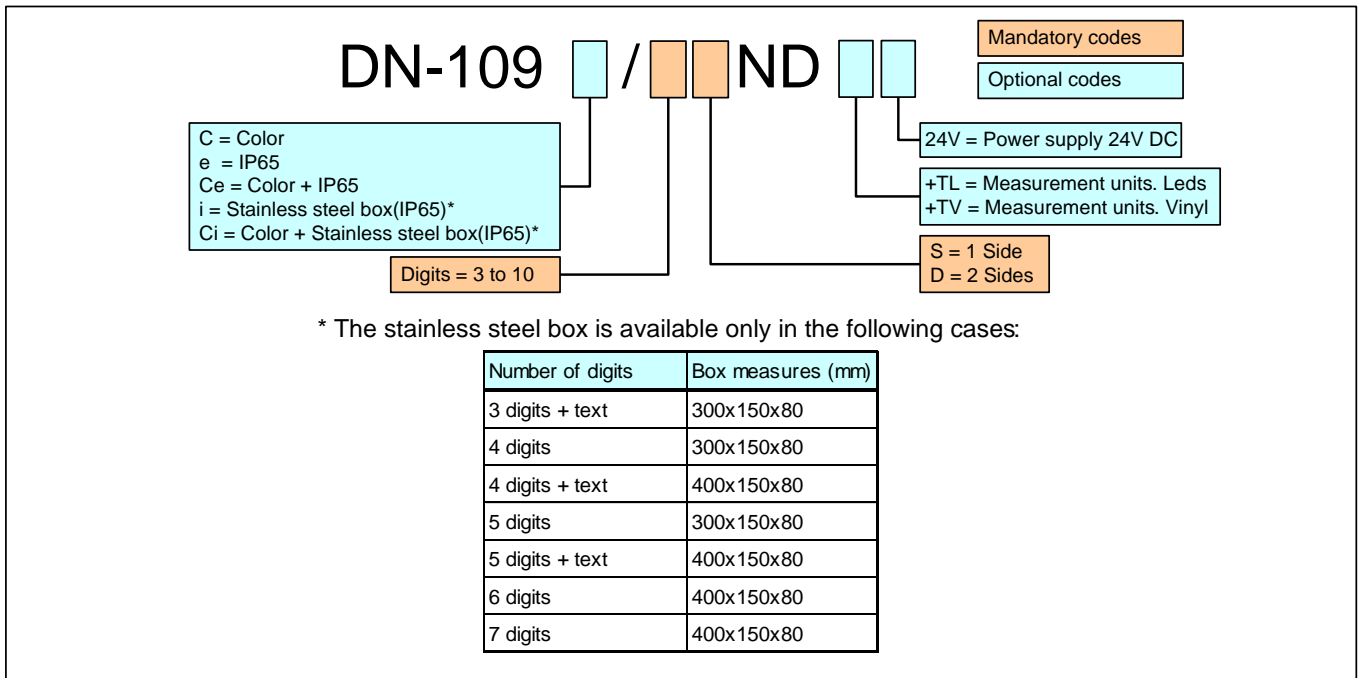 DN-109 / ND
Mandatory codes
Optional codes
C = Color
e = IP65
Ce = Color + IP65
i = Stainless steel box(IP65)*
Ci = Color + Stainless steel box(IP65)*
24V = Power supply 24V DC
+TL = Measurement units. Leds
+TV = Measurement units. Vinyl
Digits = 3 to 10
S = 1 Side
D = 2 Sides
* The stainless steel box is available only in the following cases:
Number of digits Box measures (mm)
3 digits + text 300x150x80
4 digits 300x150x80
4 digits + text 400x150x80
5 digits 300x150x80
5 digits + text 400x150x80
6 digits 400x150x80
7 digits 400x150x80